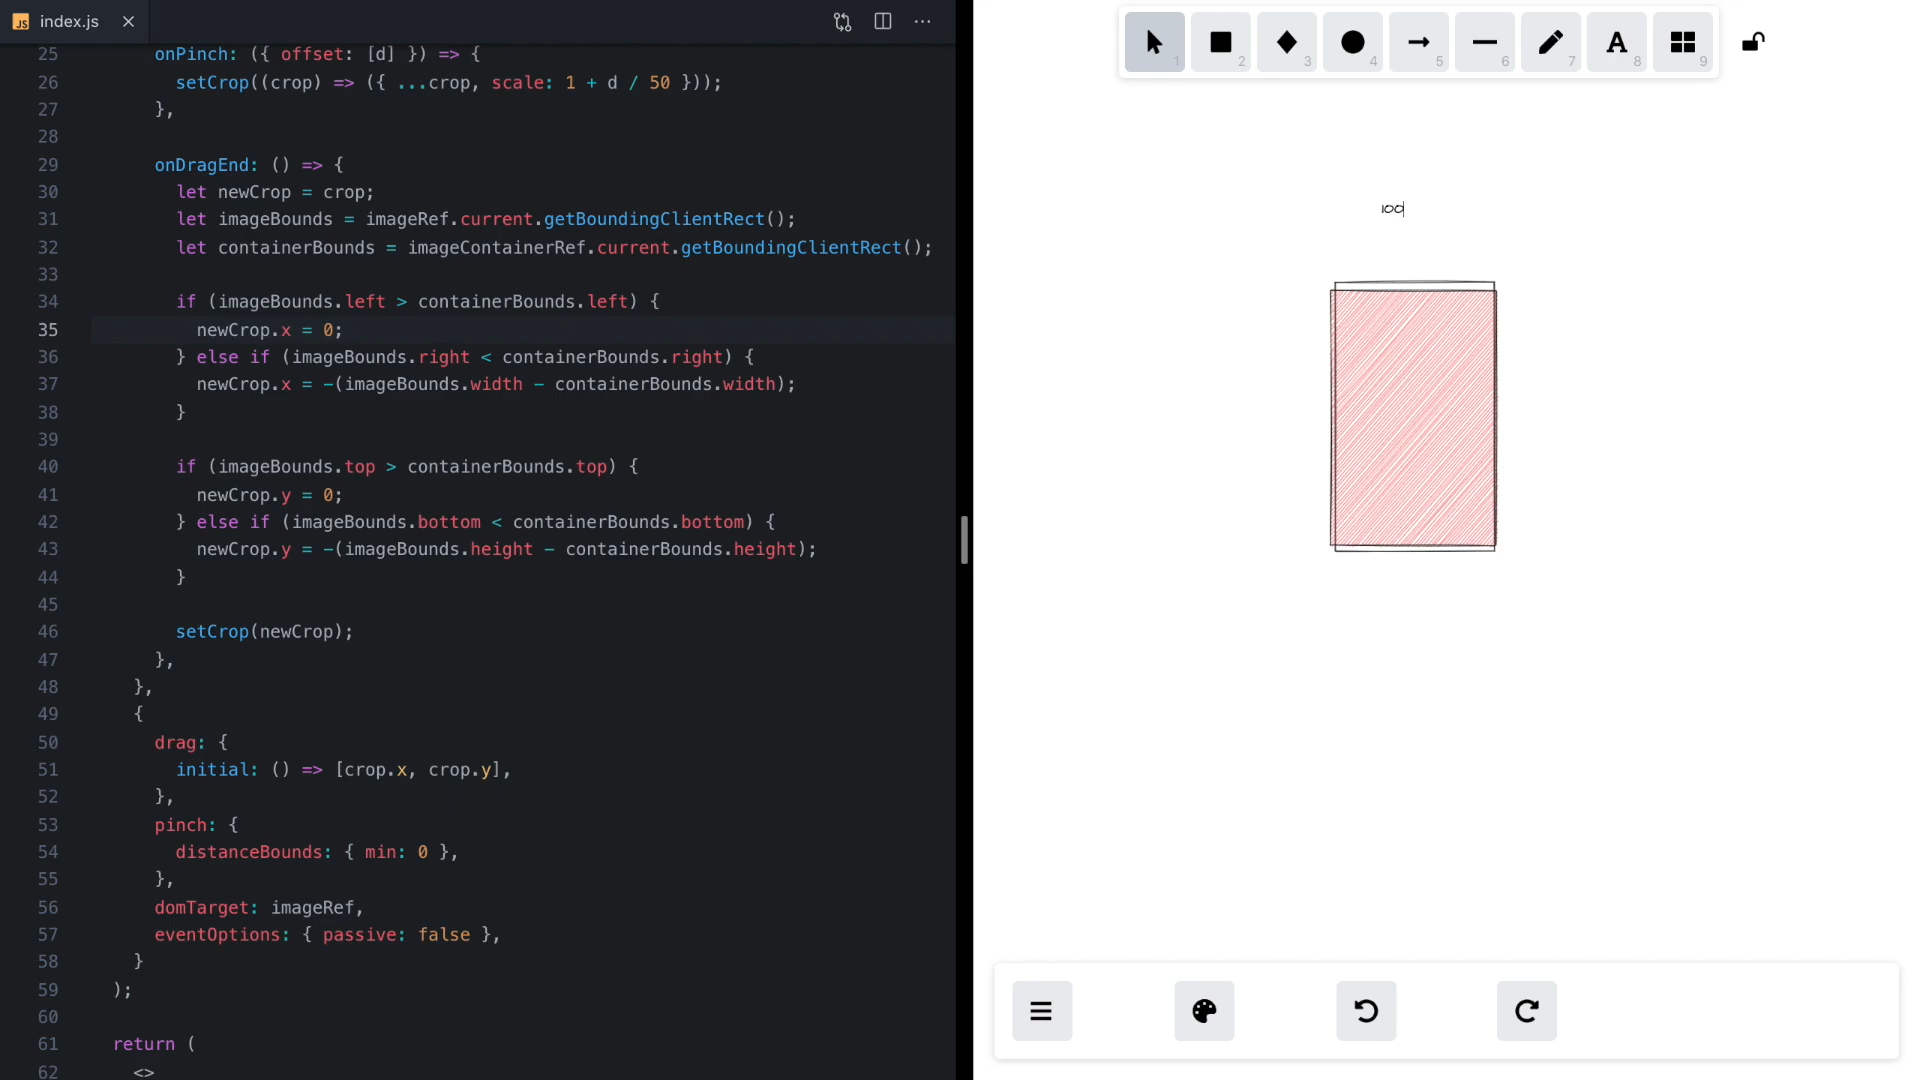 index.js
25 onPinch: ({ offset: [d] }) => {
26 setCrop((crop) => ({ ...crop, scale: 1 + d / 50 }));
27 },
28
29 onDragEnd: () => {
30 let newCrop = crop;
31 let imageBounds = imageRef.current.getBoundingClientRect();
32 let containerBounds = imageContainerRef.current.getBoundingClientRect();
33
34 if (imageBounds.left > containerBounds.left) {
35 newCrop.x = 0;
36 } else if (imageBounds.right < containerBounds.right) {
37 newCrop.x = -(imageBounds.width - containerBounds.width);
38 }
39
40 if (imageBounds.top > containerBounds.top) {
41 newCrop.y = 0;
42 } else if (imageBounds.bottom < containerBounds.bottom) {
43 newCrop.y = -(imageBounds.height - containerBounds.height);
44 }
45
46 setCrop(newCrop);
47 },
48 },
49 {
50 drag: {
51 initial: () => [crop.x, crop.y],
52 },
53 pinch: {
54 distanceBounds: { min: 0 },
55 },
56 domTarget: imageRef,
57 eventOptions: { passive: false },
58 }
59 );
60
61 return (
62 <>
1 2 3 4 5 6 7 A 8 9
100